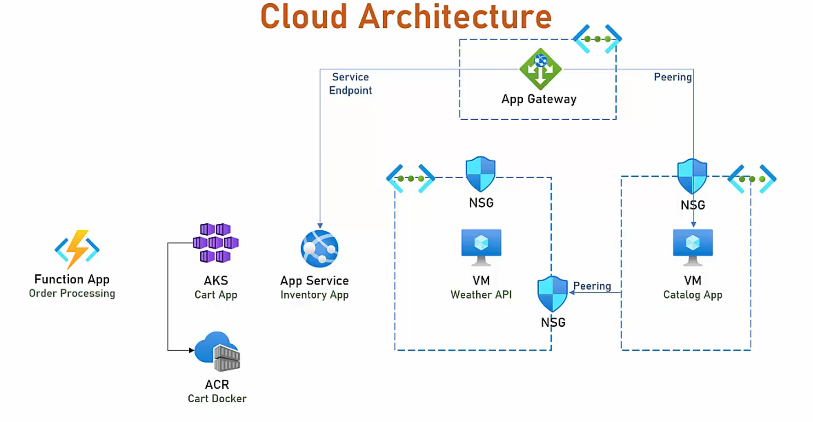 Cloud Architecture
Service
Endpoint
Peering
App Gateway
NSG
NSG
Function App
Order Processing
AKS
Cart App
App Service
Inventory App
VM
Weather API
Peering
VM
Catalog App
NSG
ACR
Cart Docker